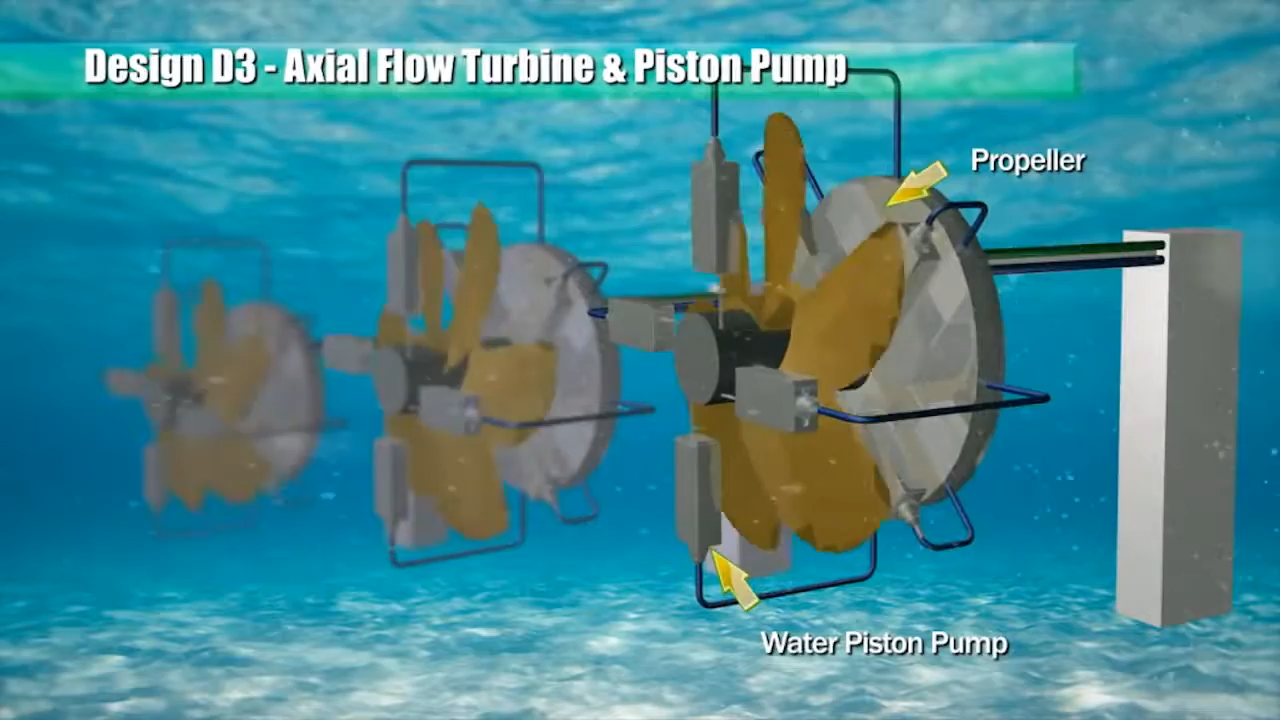 Design D3 - Axial Flow Turbine & Piston Pump
Propeller
Water Piston Pump